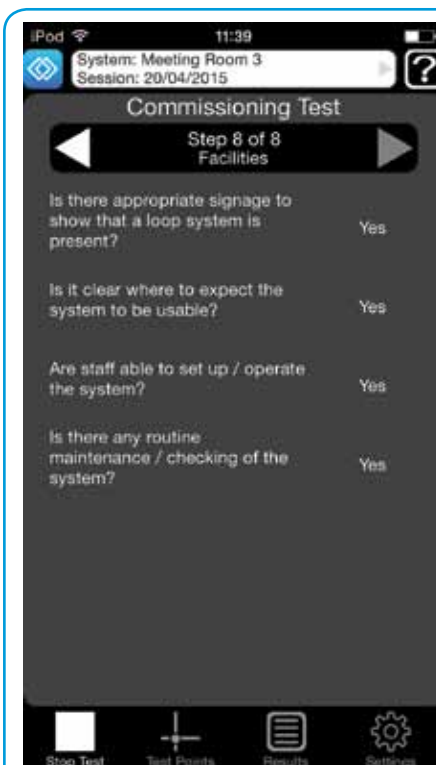 iPod 11:39
System: Meeting Room 3
Session: 20/04/2015
?
Commissioning Test
Step 8 of 8
Facilities
Is there appropriate signage to
show that a loop system is
present?
Yes
Is it clear where to expect the
system to be usable?
Yes
Are staff able to set up / operate
the system?
Yes
Is there any routine
maintenance / checking of the
system?
Yes
Stop Test Test Points Results Settings